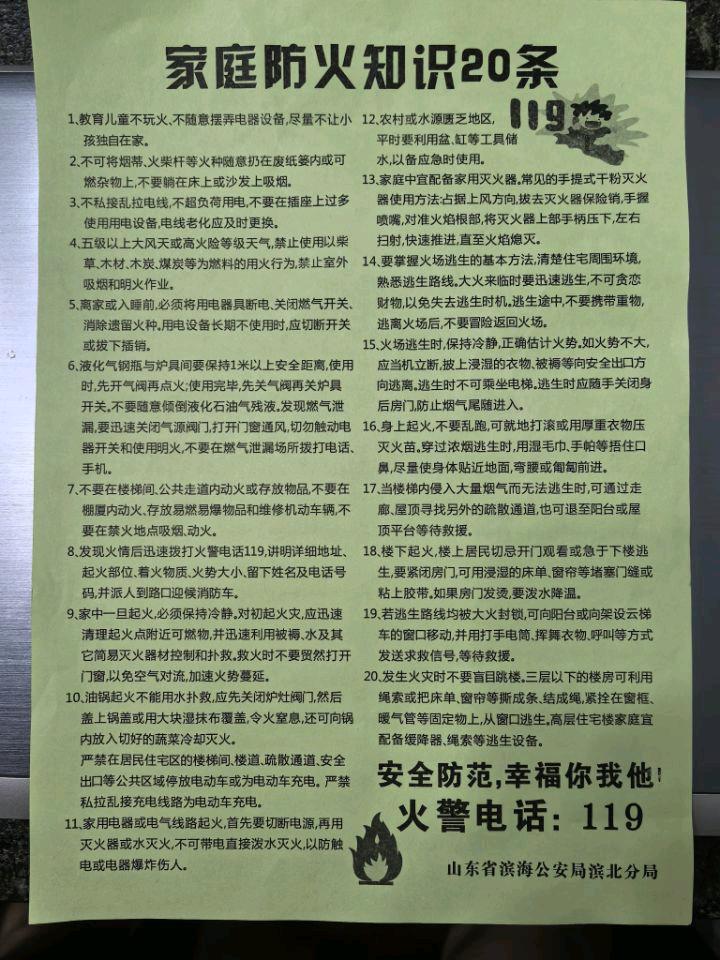 家庭防火知识20条
1、教育儿童不玩火、不随意摆弄电器设备,尽量不让小
孩独自在家。
2、不可将烟蒂、火柴杆等火种随意扔在废纸篓内或可
燃杂物上,不要躺在床上或沙发上吸烟。
3、不私接乱拉电线,不超负荷用电,不要在插座上过多
使用用电设备,电线老化应及时更换。
4、五级以上大风天或高火险等级天气,禁止使用以柴
草、木材、木炭、煤炭等为燃料的用火行为,禁止室外
吸烟和明火作业。
5、离家或入睡前,必须将用电器具断电、关闭燃气开关、
消除遗留火种。用电设备长期不使用时,应切断开关
或拔下插销。
6、液化气钢瓶与炉具间要保持1米以上安全距离,使用
时,先开气阀再点火;使用完毕,先关气阀再关炉具
开关。不要随意倾倒液化石油气残液。发现燃气泄
漏,要迅速关闭气源阀门,打开门窗通风,切勿触动电
器开关和使用明火,不要在燃气泄漏场所拨打电话、
手机。
7、不要在楼梯间、公共走道内动火或存放物品,不要在
棚厦内动火、存放易燃易爆物品和维修机动车辆,不
要在禁火地点吸烟、动火。
8、发现火情后迅速拨打火警电话119,讲明详细地址、
起火部位、着火物质、火势大小、留下姓名及电话号
码,并派人到路口迎候消防车。
9、家中一旦起火,必须保持冷静。对初起火灾,应迅速
清理起火点附近可燃物,并迅速利用被褥、水及其
它简易灭火器材控制和扑救。救火时不要贸然打开
门窗,以免空气对流,加速火势蔓延。
10、油锅起火不能用水扑救,应先关闭炉灶阀门,然后
盖上锅盖或用大块湿抹布覆盖,令火窒息,还可向锅
内放入切好的蔬菜冷却灭火。
严禁在居民住宅区的楼梯间、楼道、疏散通道、安全
出口等公共区域停放电动车或为电动车充电。严禁
私拉乱接充电线路为电动车充电。
11、家用电器或电气线路起火,首先要切断电源,再用
灭火器或水灭火,不可带电直接泼水灭火,以防触
电或电器爆炸伤人。
119
12、农村或水源匮乏地区,
平时要利用盆、缸等工具储
水,以备应急时使用。
13、家庭中宜配备家用灭火器。常见的手提式干粉灭火
器使用方法:占据上风方向,拔去灭火器保险销,手握
喷嘴,对准火焰根部,将灭火器上部手柄压下,左右
扫射,快速推进,直至火焰熄灭。
14、要掌握火场逃生的基本方法,清楚住宅周围环境,
熟悉逃生路线。大火来临时要迅速逃生,不可贪恋
财物,以免失去逃生时机。逃生途中,不要携带重物,
逃离火场后,不要冒险返回火场。
15、火场逃生时,保持冷静,正确估计火势。如火势不大,
应当机立断,披上浸湿的衣物、被褥等向安全出口方
向逃离。逃生时不可乘坐电梯。逃生时应随手关闭身
后房门,防止烟气尾随进入。
16、身上起火,不要乱跑,可就地打滚或用厚重衣物压
灭火苗。穿过浓烟逃生时,用湿毛巾、手帕等捂住口
鼻,尽量使身体贴近地面,弯腰或匍匐前进。
17、当楼梯内侵入大量烟气而无法逃生时,可通过走
廊、屋顶寻找另外的疏散通道,也可退至阳台或屋
顶平台等待救援。
18、楼下起火,楼上居民切忌开门观看或急于下楼逃
生,要紧闭房门,可用浸湿的床单、窗帘等堵塞门缝或
粘上胶带。如果房门发烫,要泼水降温。
19、若逃生路线均被大火封锁,可向阳台或向架设云梯
车的窗口移动,并用打手电筒、挥舞衣物、呼叫等方式
发送求救信号,等待救援。
20、发生火灾时不要盲目跳楼。三层以下的楼房可利用
绳索或把床单、窗帘等撕成条、结成绳,紧拴在窗框、
暖气管等固定物上,从窗口逃生。高层住宅楼家庭宜
配备缓降器、绳索等逃生设备。
安全防范,幸福你我他!
火警电话:119
山东省滨海公安局滨北分局